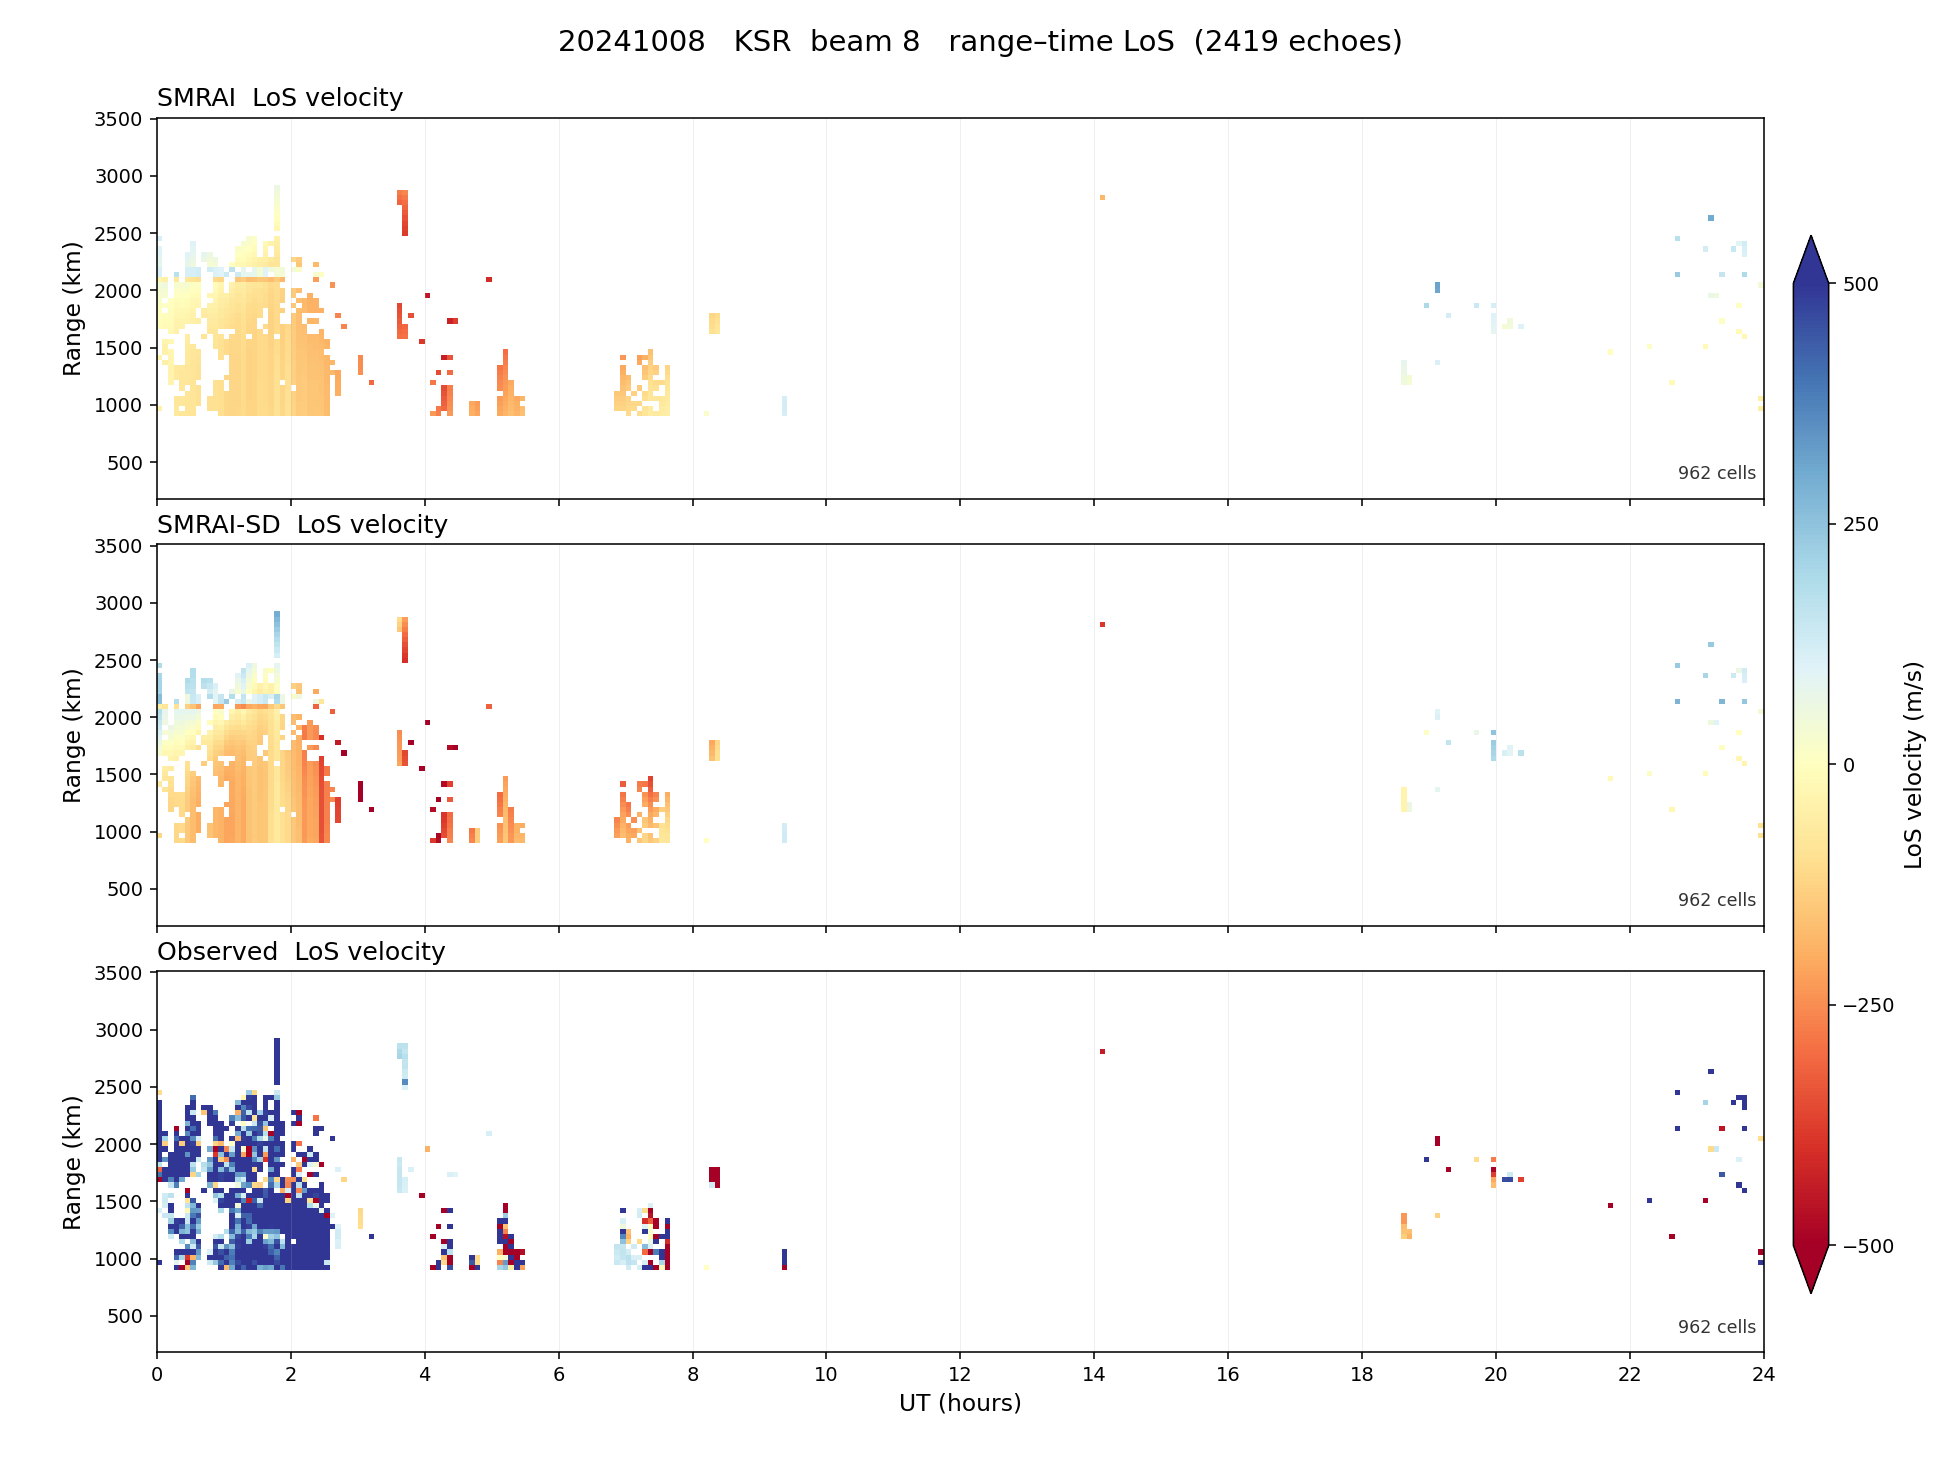 20241008   KSR  beam 8   range–time LoS  (2419 echoes)
SMRAI  LoS velocity
3500
3000
2500
2000
1500
1000
500
Range (km)
962 cells
SMRAI-SD  LoS velocity
3500
3000
2500
2000
1500
1000
500
Range (km)
962 cells
Observed  LoS velocity
3500
3000
2500
2000
1500
1000
500
Range (km)
962 cells
0 2 4 6 8 10 12 14 16 18 20 22 24
UT (hours)
500
250
0
−250
−500
LoS velocity (m/s)